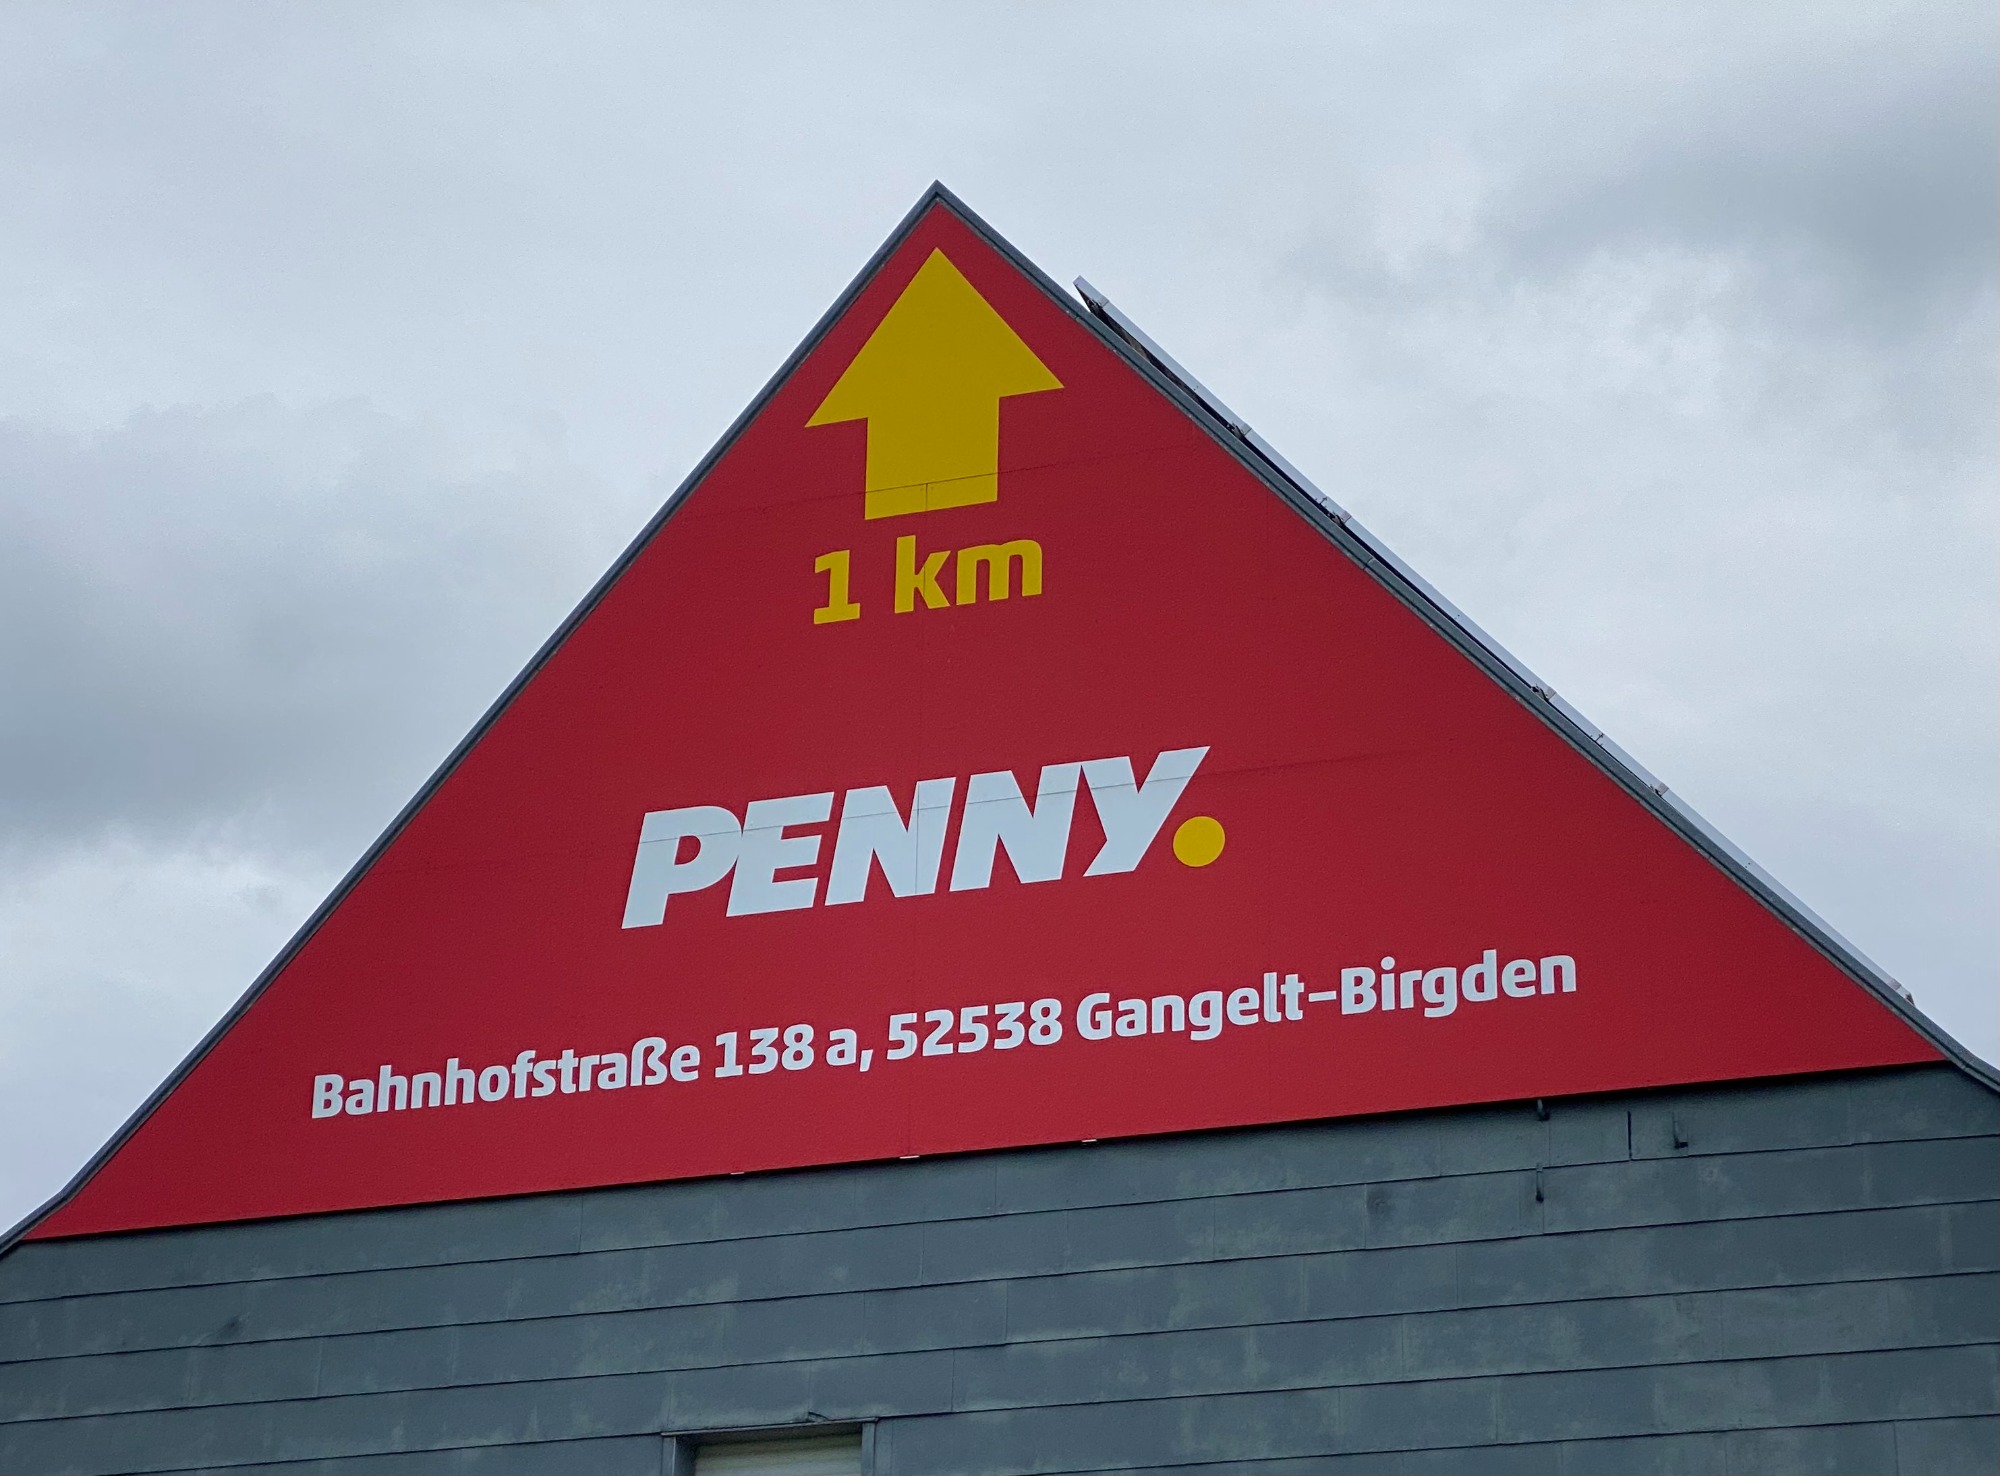 1 km
PENNY.
Bahnhofstraße 138 a, 52538 Gangelt-Birgden